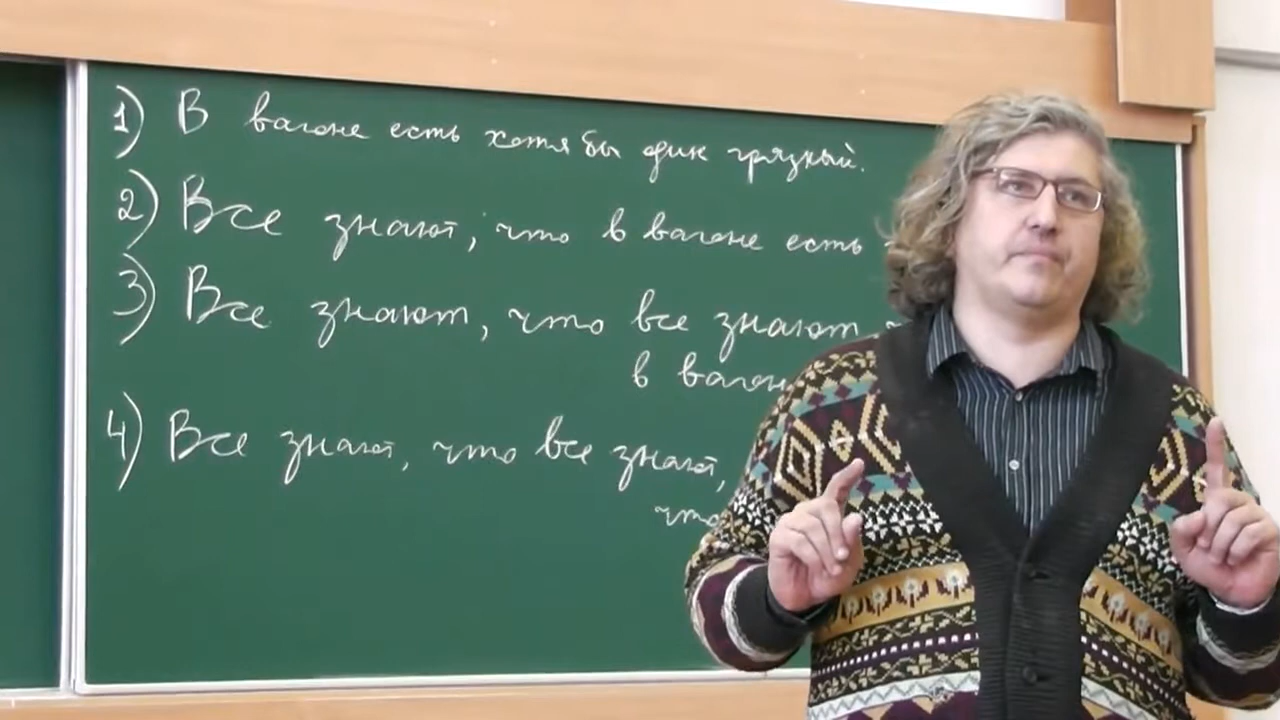 1) В вагоне есть хотя бы один грязный.
2) Все знают, что в вагоне есть
3) Все знают, что все знают,
в вагон
4) Все знают, что все знают,
что